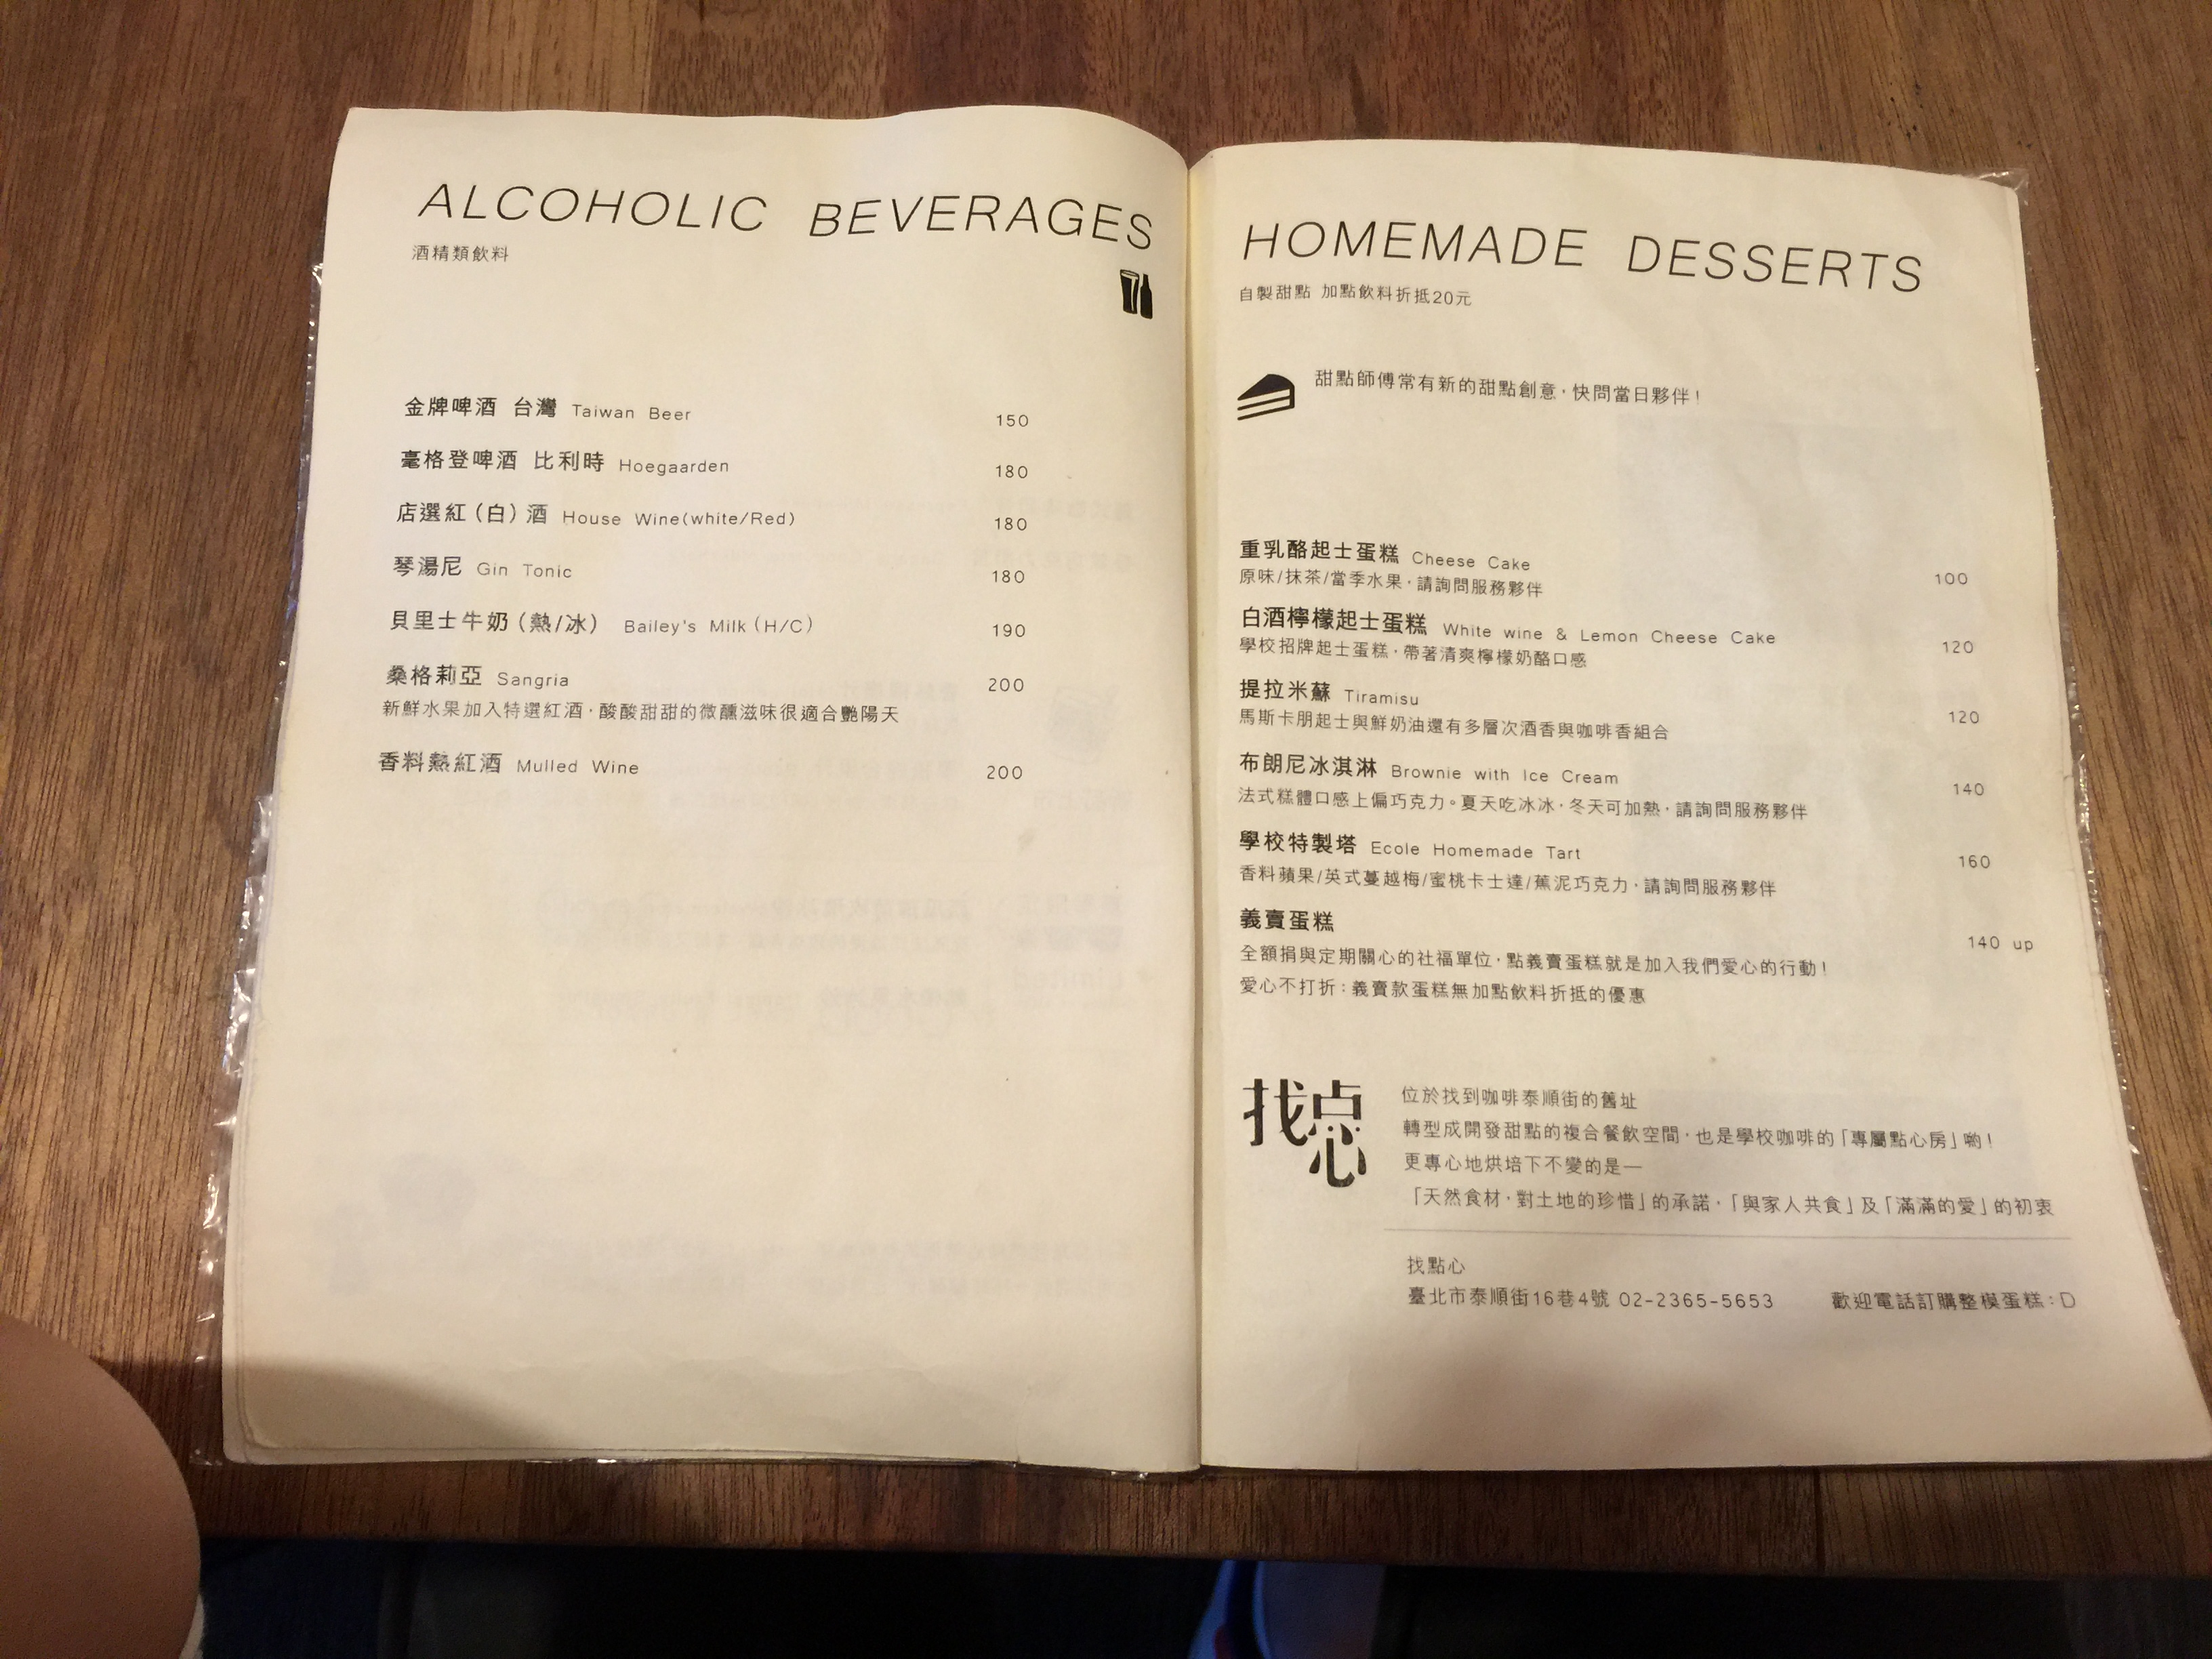 ALCOHOLIC BEVERAGES
酒精類飲料
金牌啤酒 台灣 Taiwan Beer 150
毫格登啤酒 比利時 Hoegaarden 180
店選紅(白)酒 House Wine(white/Red) 180
琴湯尼 Gin Tonic 180
貝里士牛奶(熱/冰) Bailey's Milk(H/C) 190
桑格莉亞 Sangria 200
新鮮水果加入特選紅酒,酸酸甜甜的微醺滋味很適合艷陽天
香料熱紅酒 Mulled Wine 200
HOMEMADE DESSERTS
自製甜點 加點飲料折抵20元
甜點師傅常有新的甜點創意,快問當日夥伴!
重乳酪起士蛋糕 Cheese Cake 100
原味/抹茶/當季水果,請詢問服務夥伴
白酒檸檬起士蛋糕 White wine & Lemon Cheese Cake 120
學校招牌起士蛋糕,帶著清爽檸檬奶酪口感
提拉米蘇 Tiramisu 120
馬斯卡朋起士與鮮奶油還有多層次酒香與咖啡香組合
布朗尼冰淇淋 Brownie with Ice Cream 140
法式糕體口感上偏巧克力。夏天吃冰冰,冬天可加熱,請詢問服務夥伴
學校特製塔 Ecole Homemade Tart 160
香料蘋果/英式蔓越梅/蜜桃卡士達/蕉泥巧克力,請詢問服務夥伴
義賣蛋糕 140 up
全額捐與定期關心的社福單位,點義賣蛋糕就是加入我們愛心的行動!
愛心不打折:義賣款蛋糕無加點飲料折抵的優惠
找点心
位於找到咖啡泰順街的舊址
轉型成開發甜點的複合餐飲空間,也是學校咖啡的「專屬點心房」喲!
更專心地烘培下不變的是—
「天然食材,對土地的珍惜」的承諾,「與家人共食」及「滿滿的愛」的初衷
找點心
臺北市泰順街16巷4號 02-2365-5653 歡迎電話訂購整模蛋糕:D